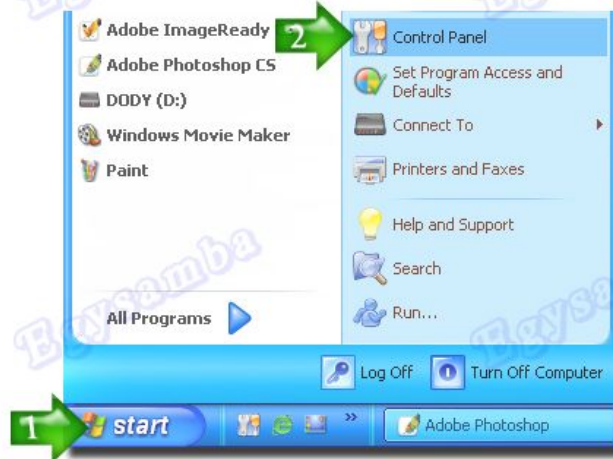 Adobe ImageReady
Adobe Photoshop CS
DODY (D:)
Windows Movie Maker
Paint
All Programs
2
Control Panel
Set Program Access and
Defaults
Connect To
Printers and Faxes
Help and Support
Search
Run...
Log Off
Turn Off Computer
1
start
»
Adobe Photoshop
Egysamba
Egysamba